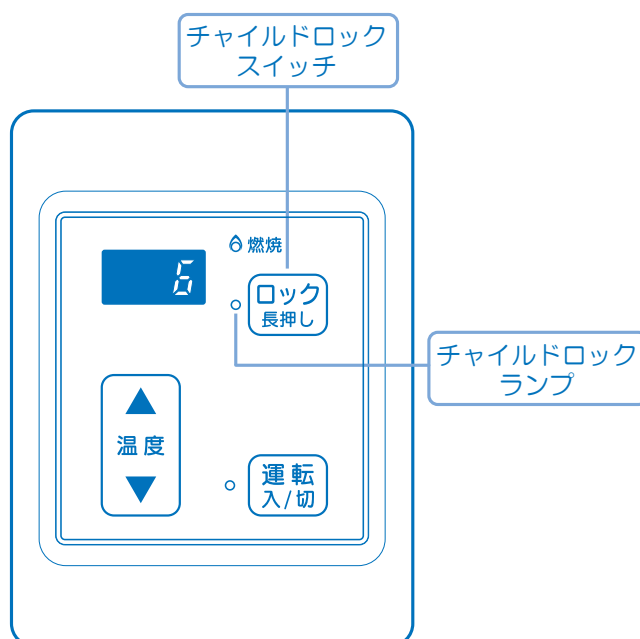 チャイルドロック
スイッチ
燃焼
6
ロック
長押し
チャイルドロック
ランプ
温度
運転
入/切